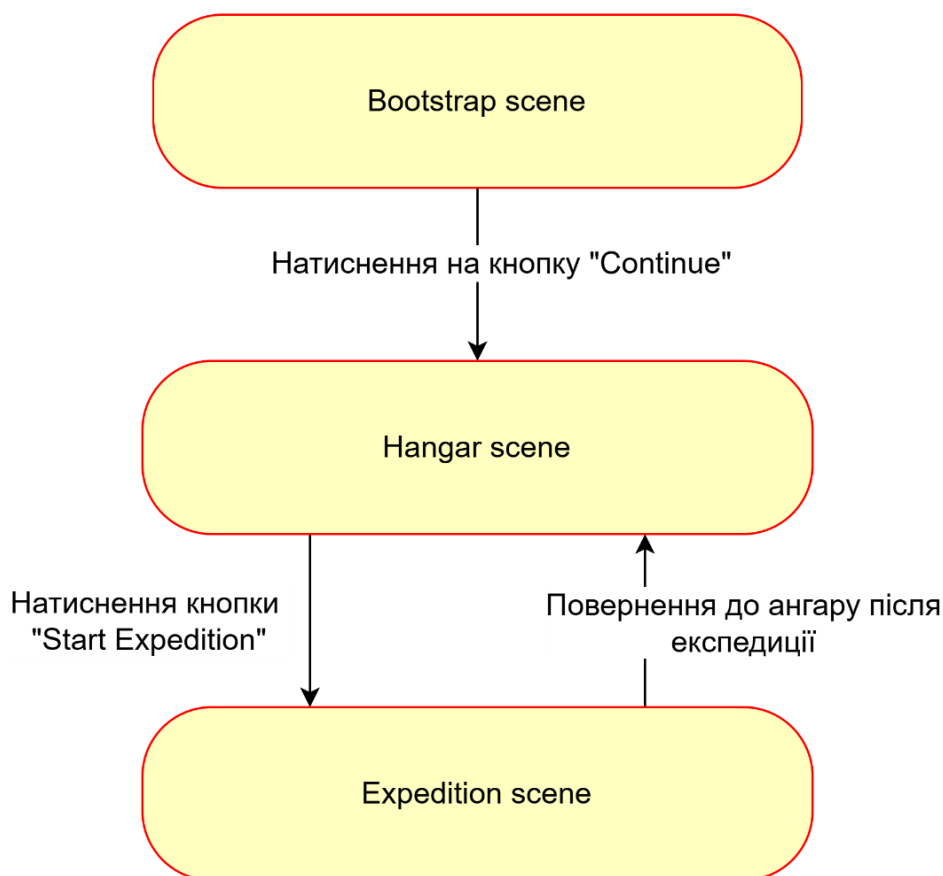 Bootstrap scene
Натиснення на кнопку "Continue"
Hangar scene
Натиснення кнопки
"Start Expedition"
Повернення до ангару після
експедиції
Expedition scene